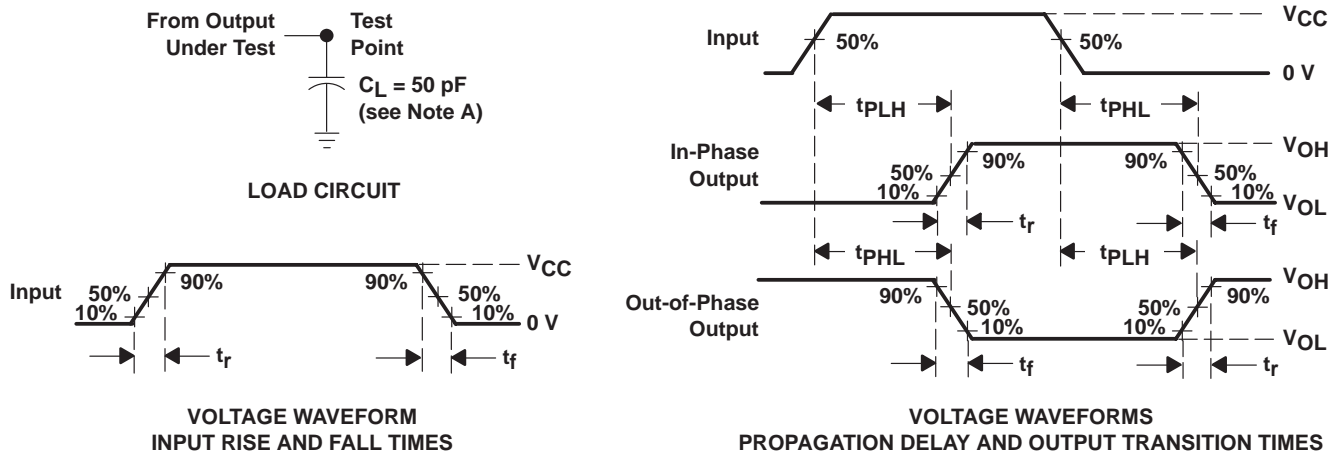 From Output
Under Test
Test
Point
CL = 50 pF
(see Note A)
LOAD CIRCUIT
Input
50%
10%
90%
90%
50%
10%
VCC
0 V
tr
tf
VOLTAGE WAVEFORM
INPUT RISE AND FALL TIMES
Input
50%
50%
VCC
0 V
tPLH
tPHL
In-Phase
Output
50%
10%
90%
90%
50%
10%
VOH
VOL
tr
tf
tPHL
tPLH
Out-of-Phase
Output
90%
50%
10%
50%
10%
90%
VOH
VOL
tf
tr
VOLTAGE WAVEFORMS
PROPAGATION DELAY AND OUTPUT TRANSITION TIMES